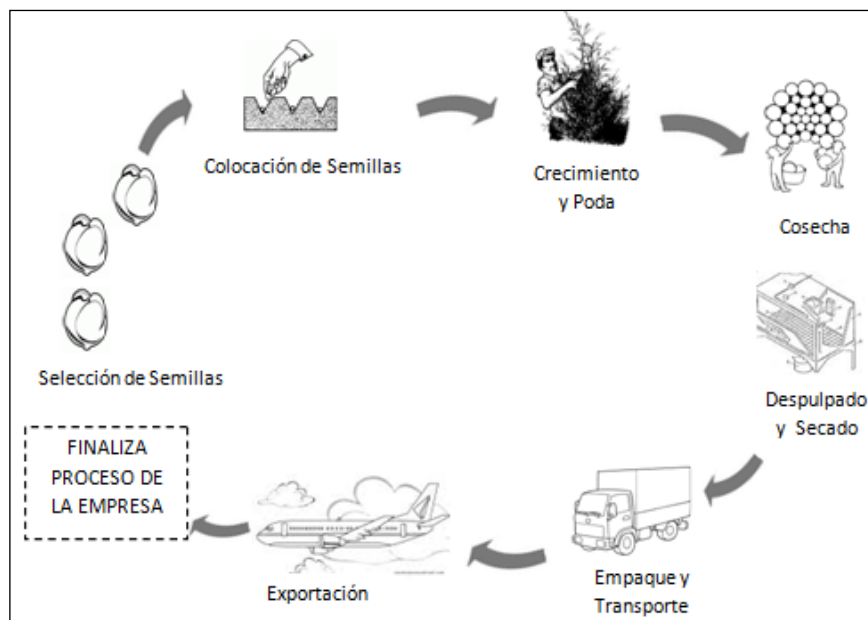 Selección de Semillas
Colocación de Semillas
Crecimiento
y Poda
Cosecha
Despulpado
y Secado
Empaque y
Transporte
Exportación
FINALIZA
PROCESO DE
LA EMPRESA